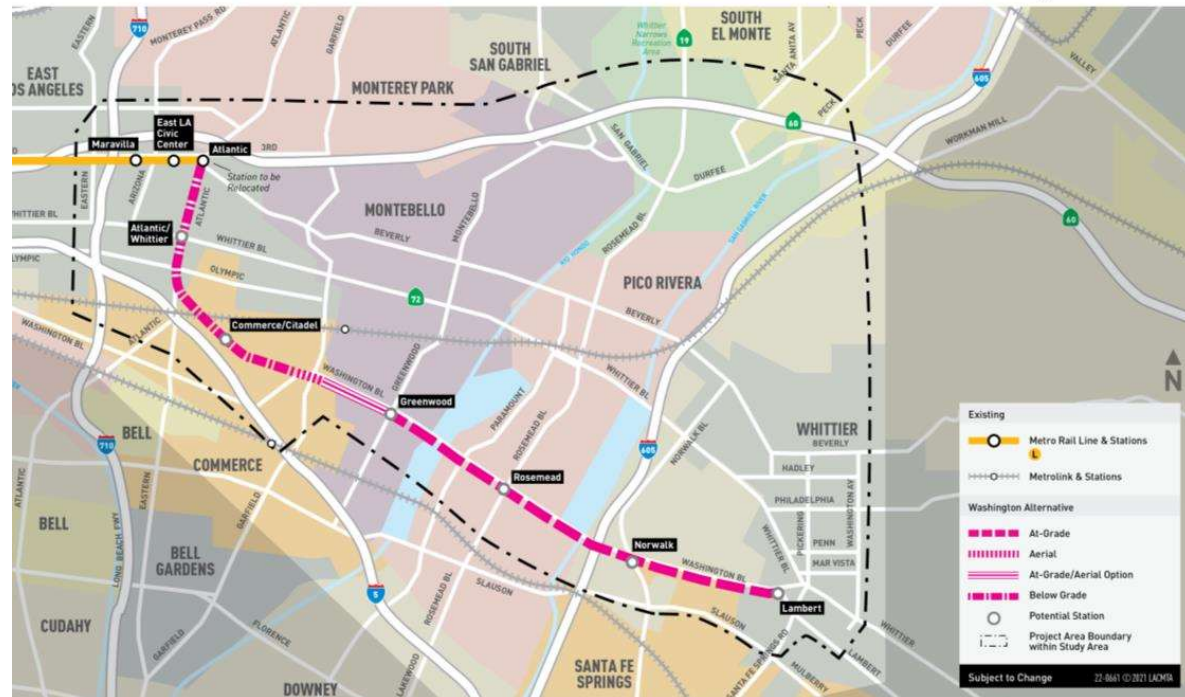 EASTERN
710
MONTEREY PASS RD
ATLANTIC
GARFIELD
SOUTH
SAN GABRIEL
Whittier
Narrows
Recreation
Area
19
SOUTH
EL MONTE
SANTA ANITA AV
PECK
DURFEE
605
VALLEY
EAST
OS ANGELES
MONTEREY PARK
PECK
60
WORKMAN MILL
Maravilla
East LA
Civic
Center
Atlantic
3RD
SAN GABRIEL
DURFEE
Station to be
Relocated
EASTERN
ARIZONA
ATLANTIC
MONTEBELLO
MONTEBELLO
RIO HONDO
ROSEMEAD BL
SAN GABRIEL RIVER
60
WHITTIER BL
Atlantic/
Whittier
WHITTIER BL
BEVERLY
OLYMPIC
OLYMPIC
72
PICO RIVERA
BEVERLY
WASHINGTON BL
ATLANTIC
Commerce/Citadel
GREENWOOD
WASHINGTON BL
Greenwood
WHITTIER BL
PARAMOUNT
ROSEMEAD BL
605
NORWALK BL
WHITTIER
BEVERLY
HADLEY
PHILADELPHIA
PICKERING
WASHINGTON AV
PENN
MAR VISTA
WHITTIER BL
710
BELL
COMMERCE
EASTERN
GARFIELD
Rosemead
Norwalk
WASHINGTON BL
Lambert
ATLANTIC
BELL
LONG BEACH FWY
BELL
GARDENS
5
ROSEMEAD BL
SLAUSON
SLAUSON
WHITTIER
LAMBERT
CUDAHY
GARFIELD
FLORENCE
LAKEWOOD
DOWNEY
SANTA FE
SPRINGS
SANTA FE SPRINGS RD
MULBERRY
N
Existing
Metro Rail Line & Stations
L
Metrolink & Stations
Washington Alternative
At-Grade
Aerial
At-Grade/Aerial Option
Below Grade
Potential Station
Project Area Boundary
within Study Area
Subject to Change
22-0661 ©2021 LACMTA